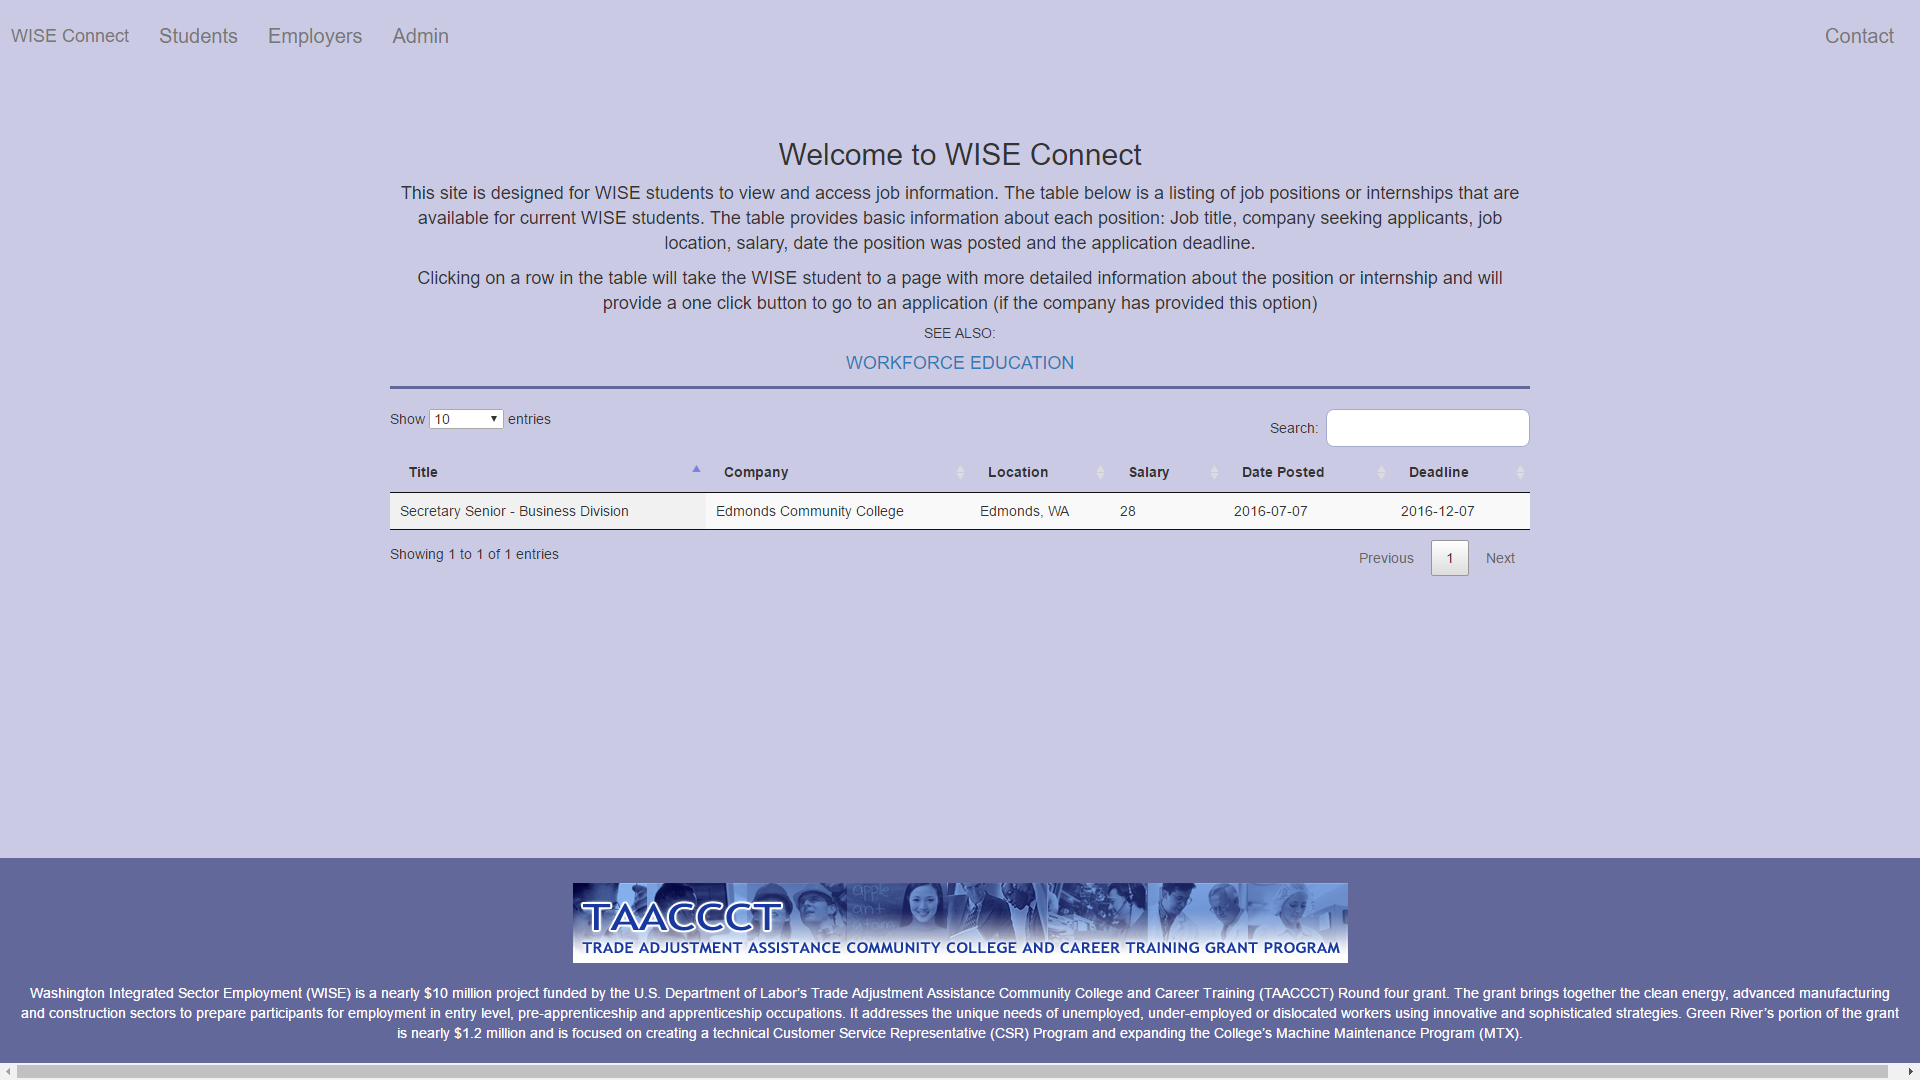 WISE Connect Students Employers Admin Contact
Welcome to WISE Connect
This site is designed for WISE students to view and access job information. The table below is a listing of job positions or internships that are
available for current WISE students. The table provides basic information about each position: Job title, company seeking applicants, job
location, salary, date the position was posted and the application deadline.
Clicking on a row in the table will take the WISE student to a page with more detailed information about the position or internship and will
provide a one click button to go to an application (if the company has provided this option)
SEE ALSO:
WORKFORCE EDUCATION
Show 10 entries
Search:
Title Company Location Salary Date Posted Deadline
Secretary Senior - Business Division Edmonds Community College Edmonds, WA 28 2016-07-07 2016-12-07
Showing 1 to 1 of 1 entries
Previous 1 Next
TAACCCT
TRADE ADJUSTMENT ASSISTANCE COMMUNITY COLLEGE AND CAREER TRAINING GRANT PROGRAM
Washington Integrated Sector Employment (WISE) is a nearly $10 million project funded by the U.S. Department of Labor's Trade Adjustment Assistance Community College and Career Training (TAACCCT) Round four grant. The grant brings together the clean energy, advanced manufacturing
and construction sectors to prepare participants for employment in entry level, pre-apprenticeship and apprenticeship occupations. It addresses the unique needs of unemployed, under-employed or dislocated workers using innovative and sophisticated strategies. Green River's portion of the grant
is nearly $1.2 million and is focused on creating a technical Customer Service Representative (CSR) Program and expanding the College's Machine Maintenance Program (MTX).